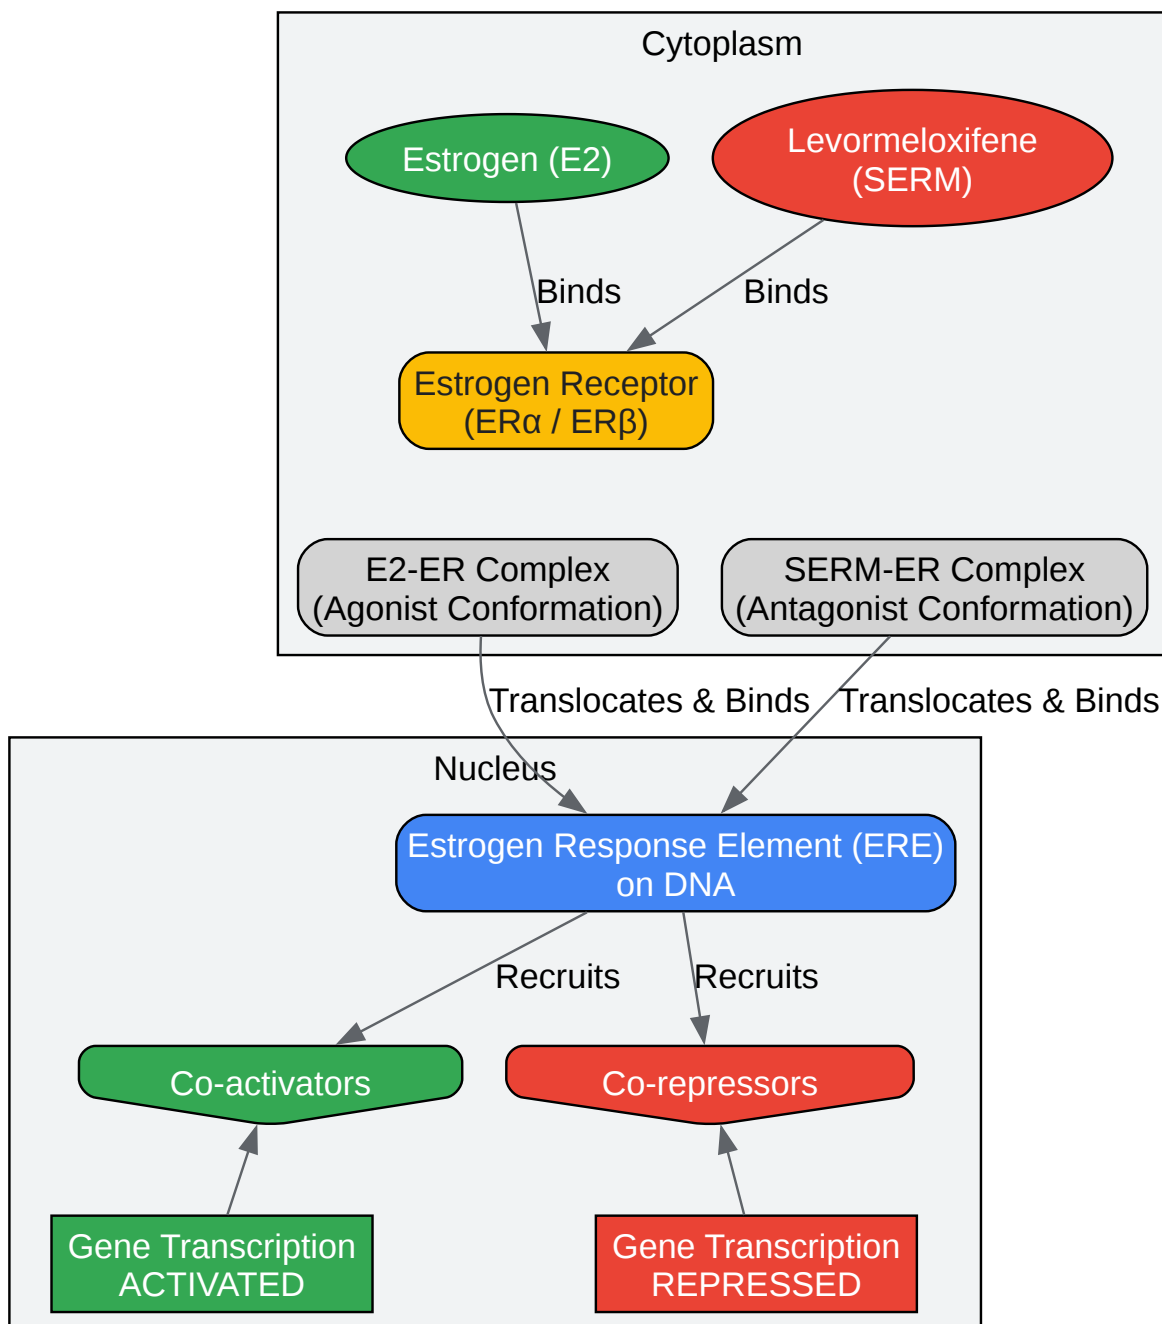 Cytoplasm
Estrogen (E2)
Levormeloxifene
(SERM)
Binds
Binds
Estrogen Receptor
(ERα / ERβ)
E2-ER Complex
(Agonist Conformation)
SERM-ER Complex
(Antagonist Conformation)
Translocates & Binds
Translocates & Binds
Nucleus
Estrogen Response Element (ERE)
on DNA
Recruits
Recruits
Co-activators
Co-repressors
Gene Transcription
ACTIVATED
Gene Transcription
REPRESSED